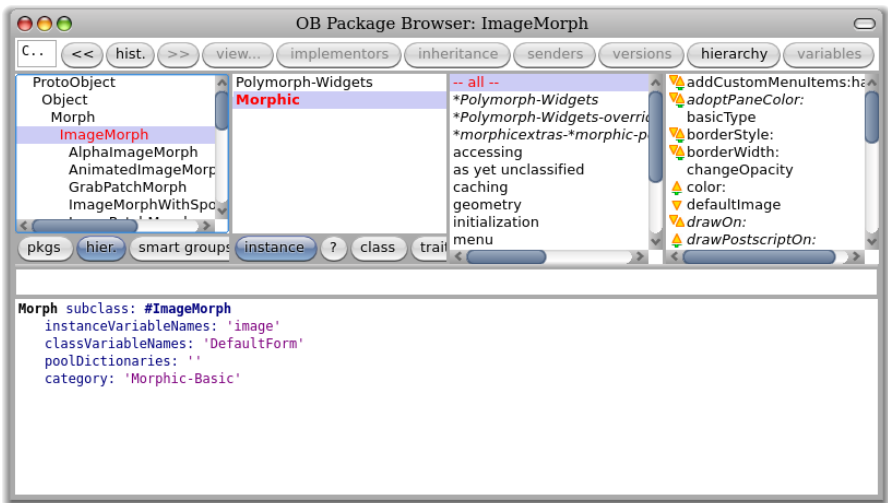 OB Package Browser: ImageMorph
C.. << hist. >> view... implementors inheritance senders versions hierarchy variables
ProtoObject
Object
Morph
ImageMorph
AlphaImageMorph
AnimatedImageMorp
GrabPatchMorph
ImageMorphWithSpo
Polymorph-Widgets
Morphic
-- all --
*Polymorph-Widgets
*Polymorph-Widgets-overrid
*morphicextras-*morphic-p
accessing
as yet unclassified
caching
geometry
initialization
menu
addCustomMenuItems:ha
adoptPaneColor:
basicType
borderStyle:
borderWidth:
changeOpacity
color:
defaultImage
drawOn:
drawPostscriptOn:
pkgs hier. smart groups instance ? class trait
Morph subclass: #ImageMorph
instanceVariableNames: 'image'
classVariableNames: 'DefaultForm'
poolDictionaries: ''
category: 'Morphic-Basic'